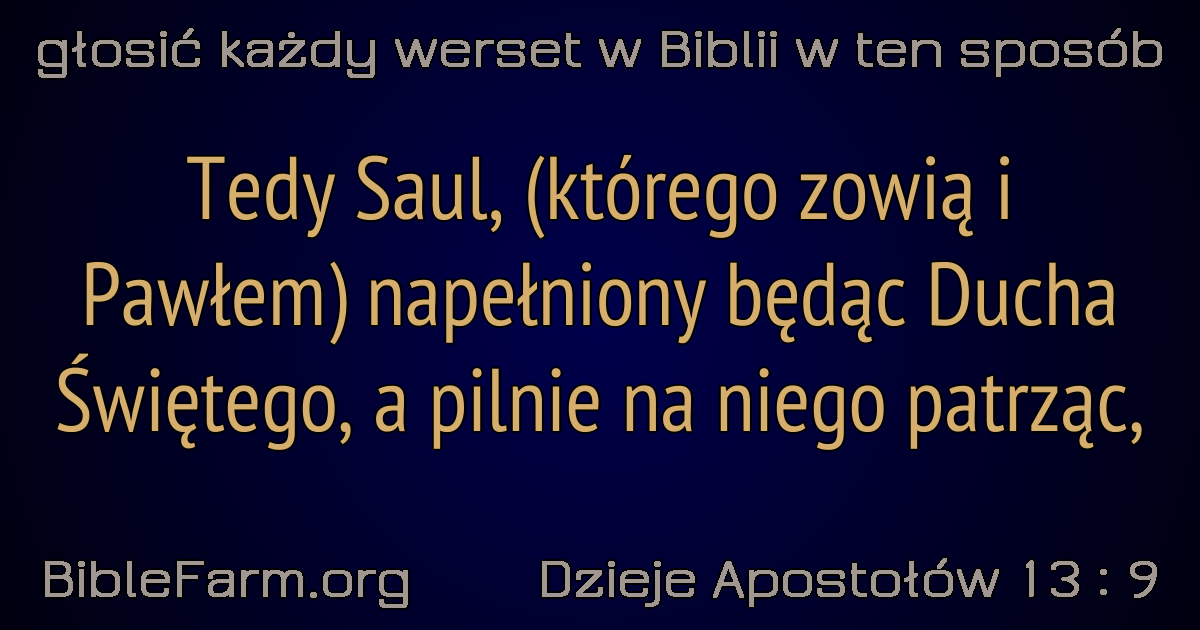 głosić każdy werset w Biblii w ten sposób
Tedy Saul, (którego zowią i
Pawłem) napełniony będąc Ducha
Świętego, a pilnie na niego patrząc,
BibleFarm.org
Dzieje Apostołów 13 : 9